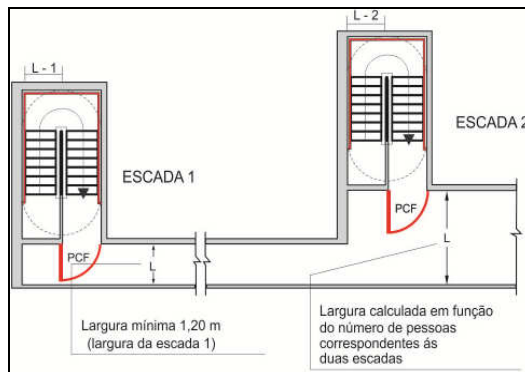 L - 1
L - 2
ESCADA 1
ESCADA 2
PCF
L
PCF
L
Largura mínima 1,20 m
(largura da escada 1)
Largura calculada em função
do número de pessoas
correspondentes ás
duas escadas